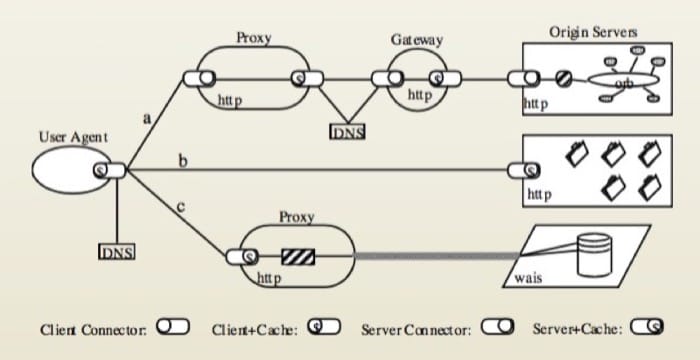 Proxy
Gateway
Origin Servers
orb
http
http
http
a
DNS
User Agent
b
http
c
Proxy
DNS
http
wais
Client Connector:
Client+Cache:
Server Connector:
Server+Cache: